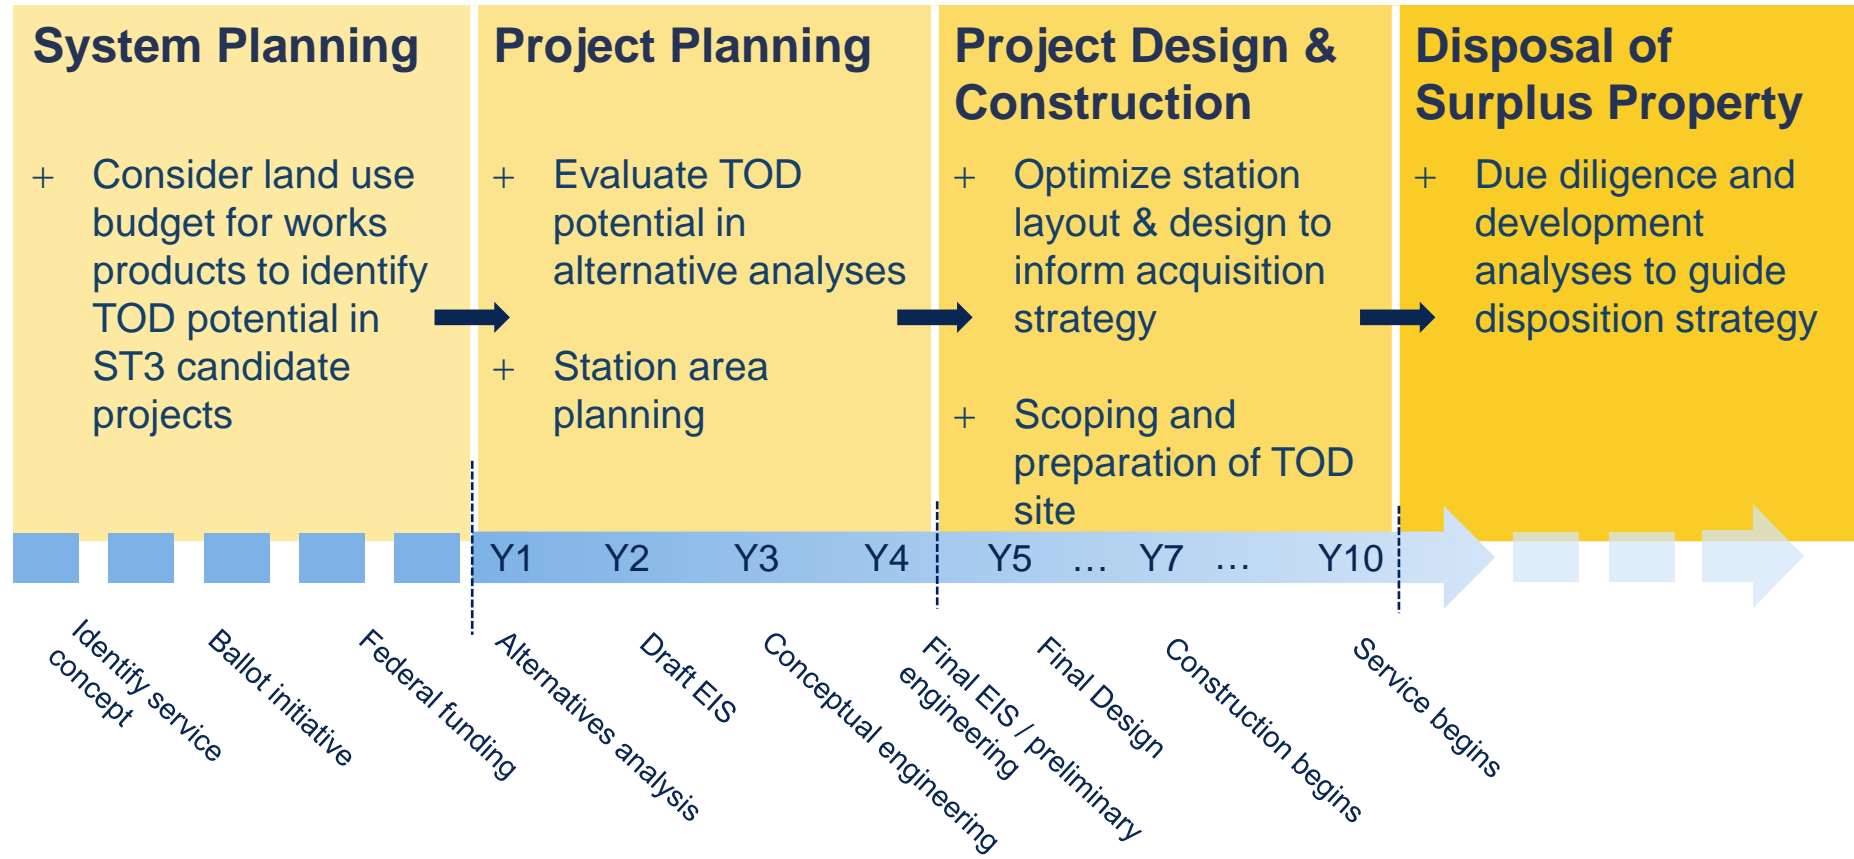 System Planning
+ Consider land use
budget for works
products to identify
TOD potential in
ST3 candidate
projects
Project Planning
+ Evaluate TOD
potential in
alternative analyses
+ Station area
planning
Project Design &
Construction
+ Optimize station
layout & design to
inform acquisition
strategy
+ Scoping and
preparation of TOD
site
Disposal of
Surplus Property
+ Due diligence and
development
analyses to guide
disposition strategy
Y1 Y2 Y3 Y4 Y5 ... Y7 ... Y10
Identify service
concept
Ballot initiative
Federal funding
Alternatives analysis
Draft EIS
Conceptual engineering
Final EIS / preliminary
engineering
Final Design
Construction begins
Service begins